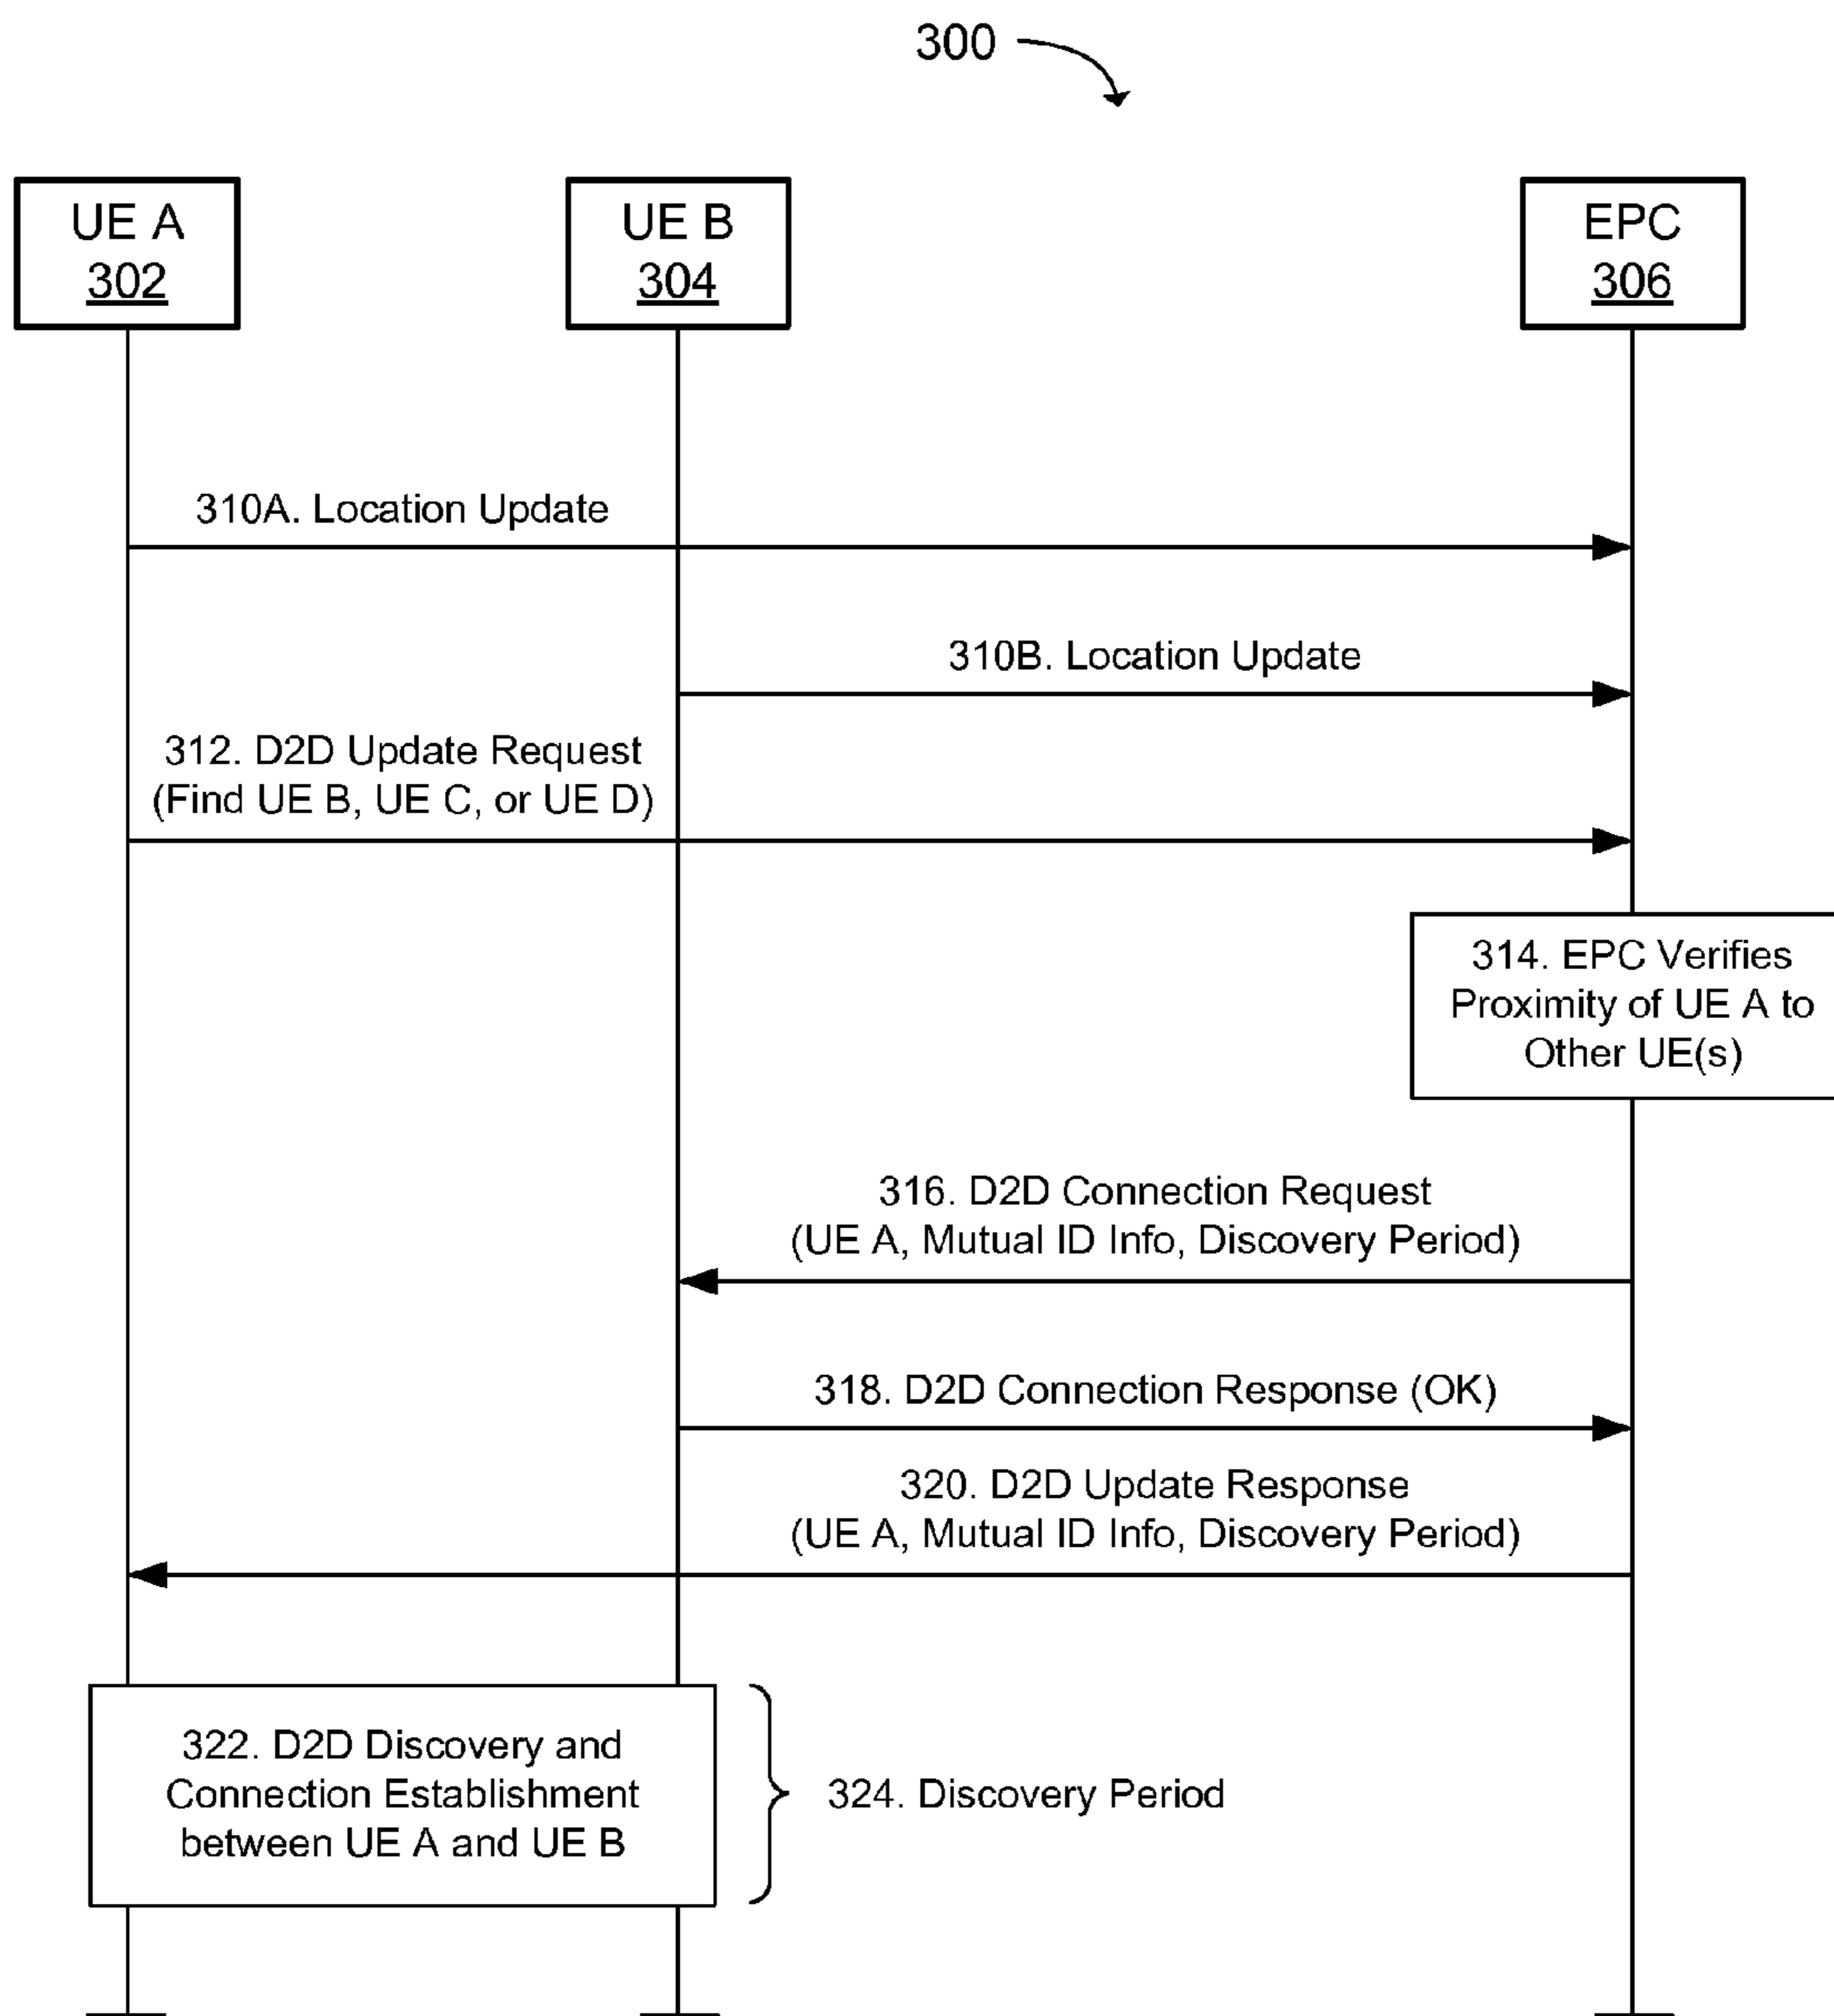 300
UE A
302
UE B
304
EPC
306
310A. Location Update
310B. Location Update
312. D2D Update Request
(Find UE B, UE C, or UE D)
314. EPC Verifies
Proximity of UE A to
Other UE(s)
316. D2D Connection Request
(UE A, Mutual ID Info, Discovery Period)
318. D2D Connection Response (OK)
320. D2D Update Response
(UE A, Mutual ID Info, Discovery Period)
322. D2D Discovery and
Connection Establishment
between UE A and UE B
324. Discovery Period